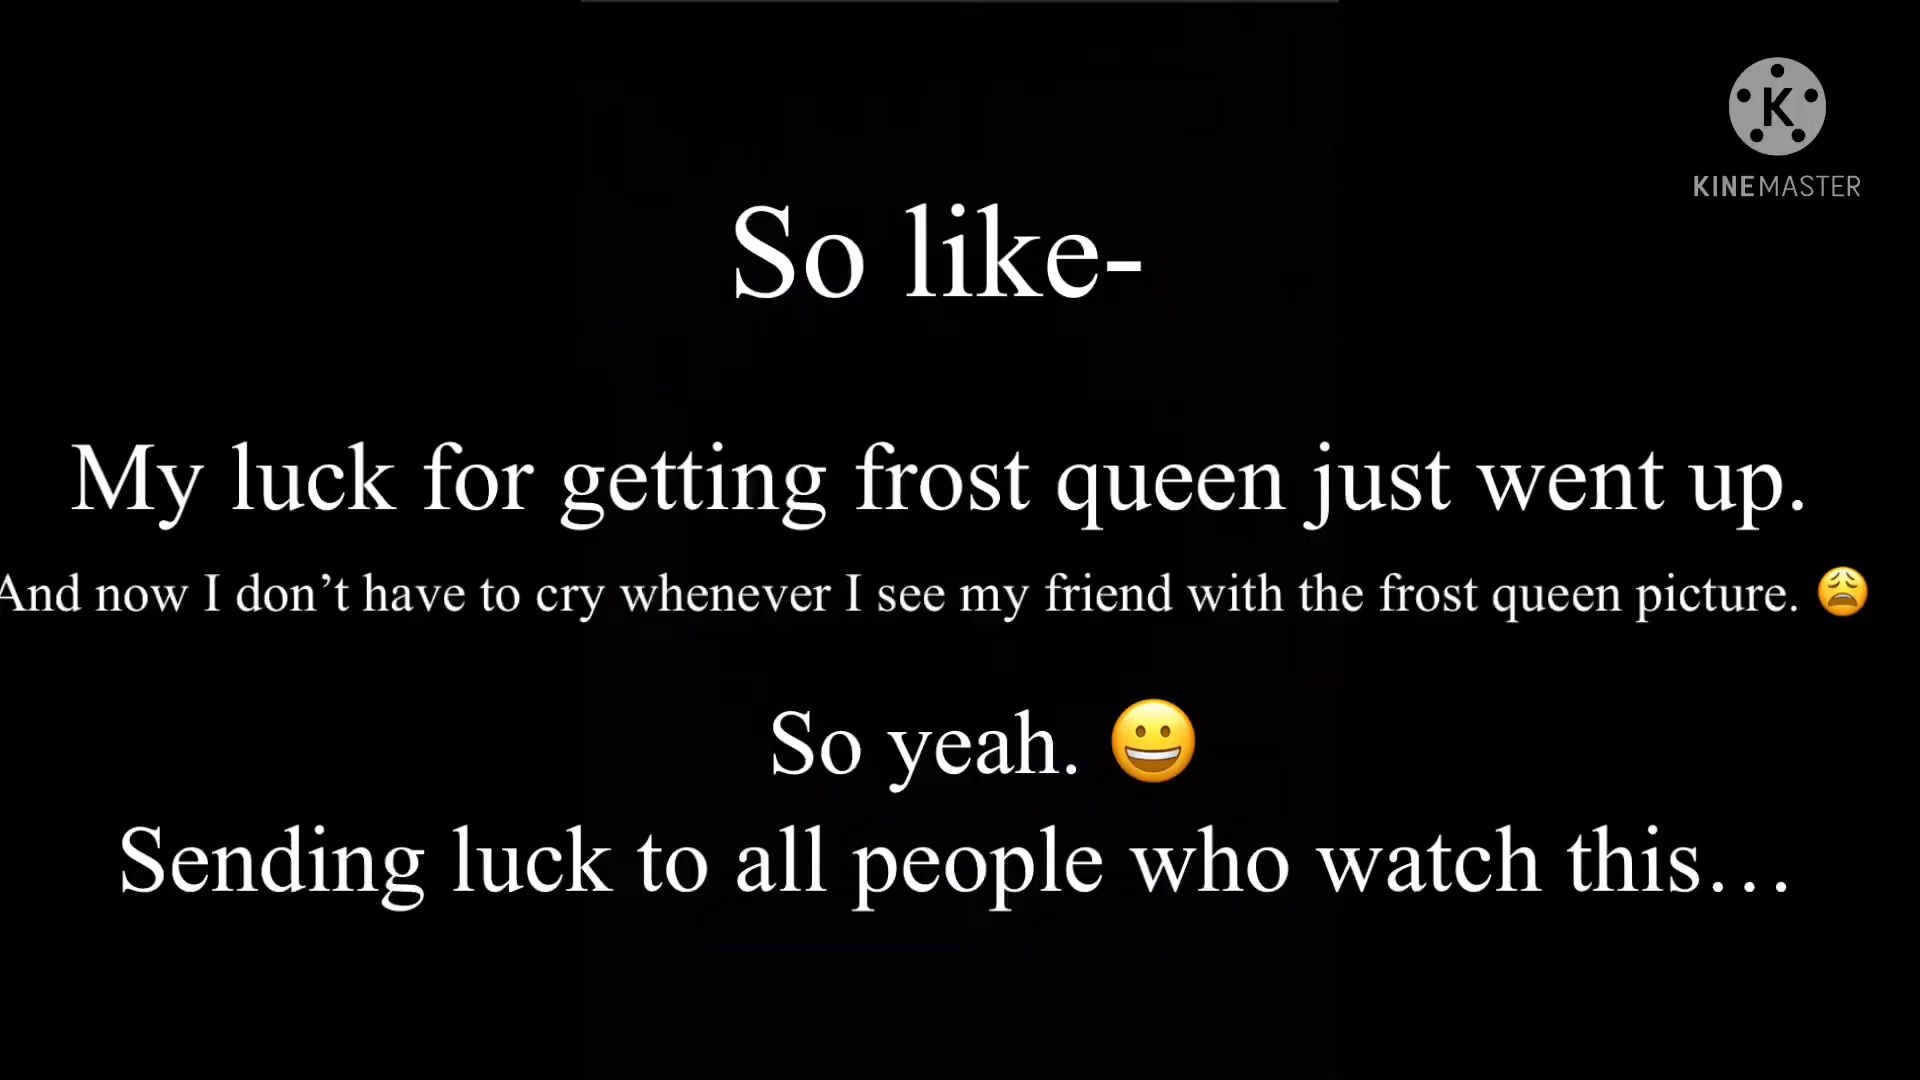 KINEMASTER
So like-
My luck for getting frost queen just went up.
And now I don’t have to cry whenever I see my friend with the frost queen picture. 😩
So yeah. 😀
Sending luck to all people who watch this…